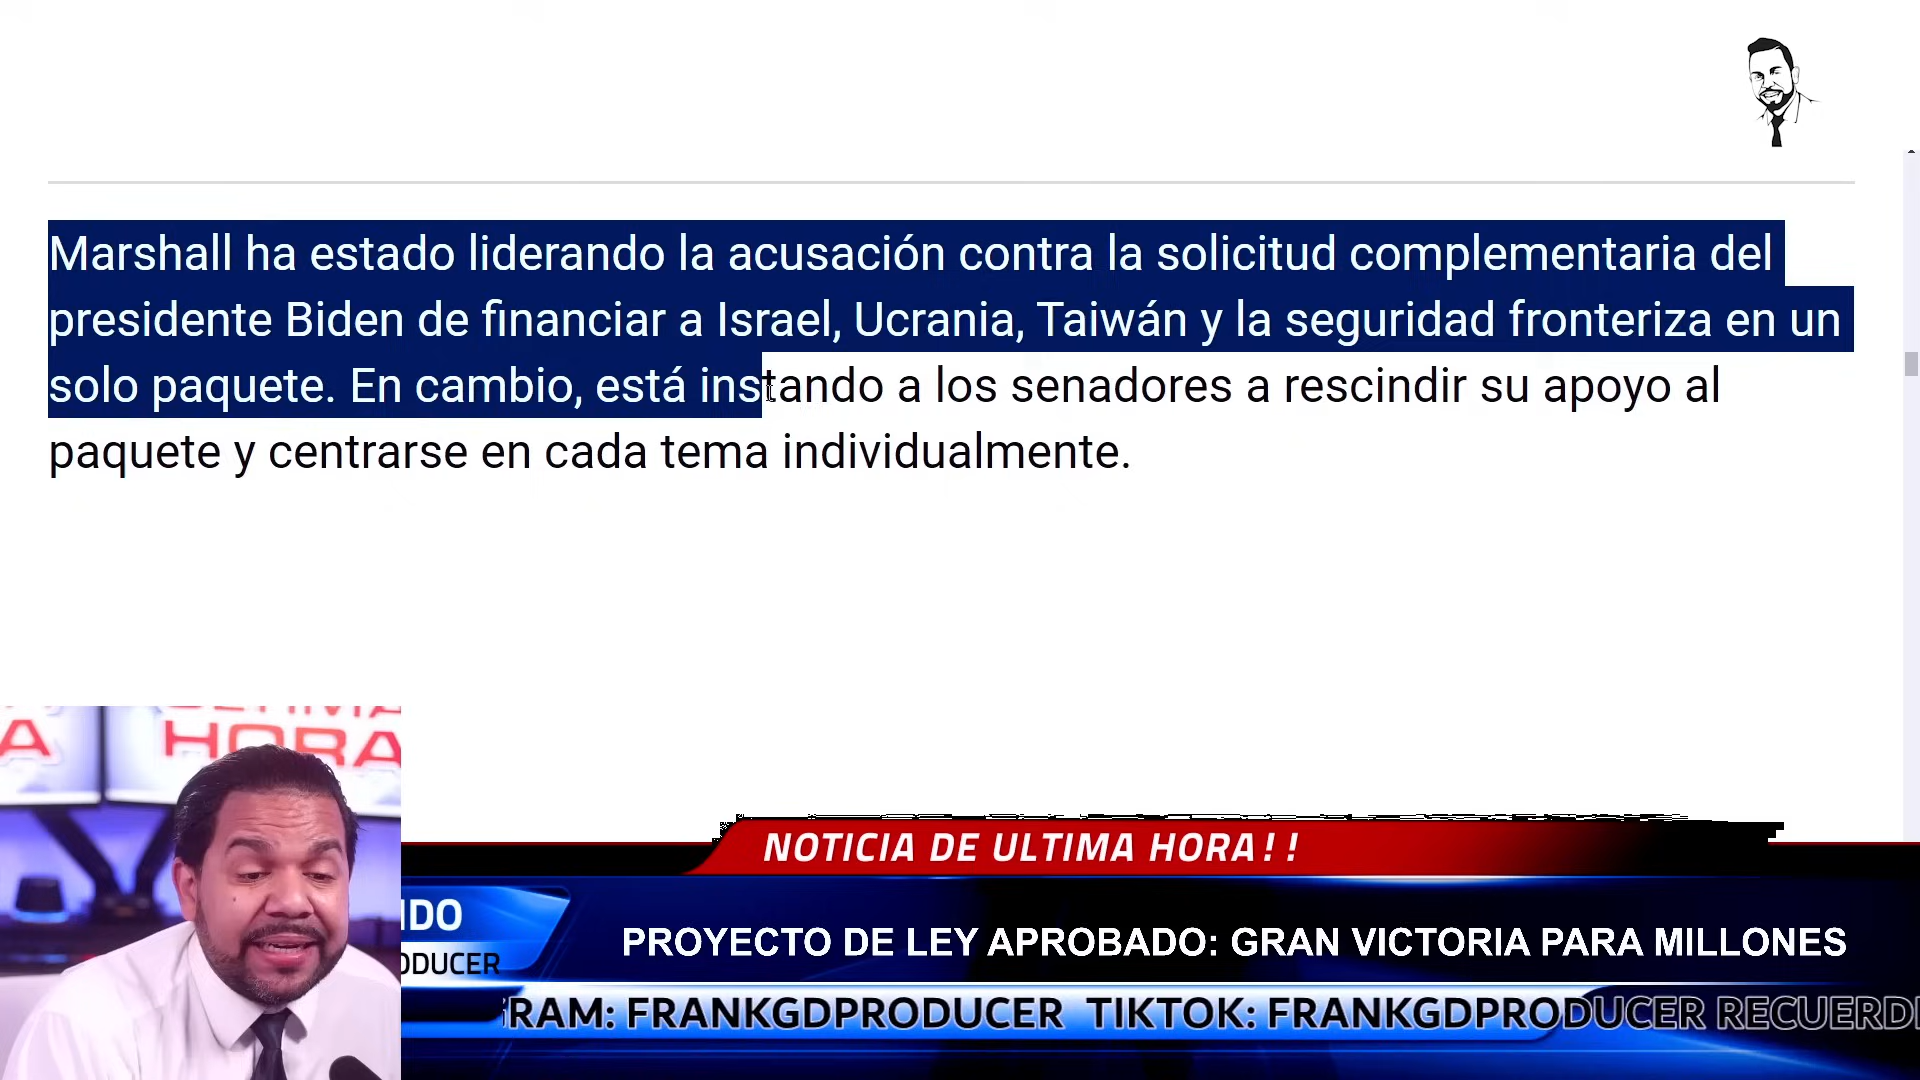 Marshall ha estado liderando la acusación contra la solicitud complementaria del
presidente Biden de financiar a Israel, Ucrania, Taiwán y la seguridad fronteriza en un
solo paquete. En cambio, está instando a los senadores a rescindir su apoyo al
paquete y centrarse en cada tema individualmente.
A
HORA
NOTICIA DE ULTIMA HORA!!
NDO
ODUCER
PROYECTO DE LEY APROBADO: GRAN VICTORIA PARA MILLONES
RAM: FRANKGDPRODUCER TIKTOK: FRANKGDPRODUCER RECUERD